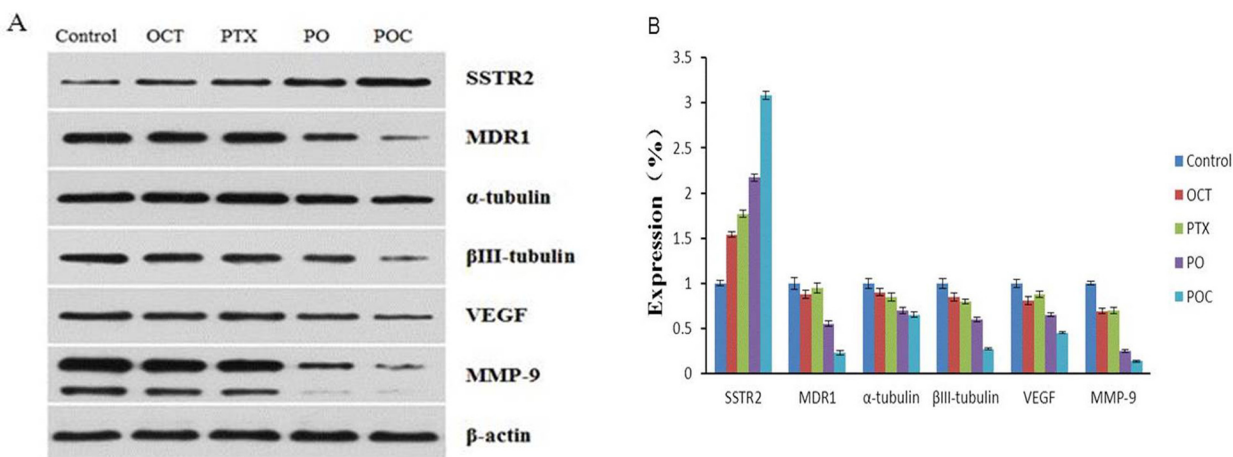 A
Control OCT PTX PO POC
SSTR2
MDR1
α-tubulin
βIII-tubulin
VEGF
MMP-9
β-actin
B
Expression (%)
3.5
3
2.5
2
1.5
1
0.5
0
SSTR2 MDR1 α-tubulin βIII-tubulin VEGF MMP-9
Control
OCT
PTX
PO
POC